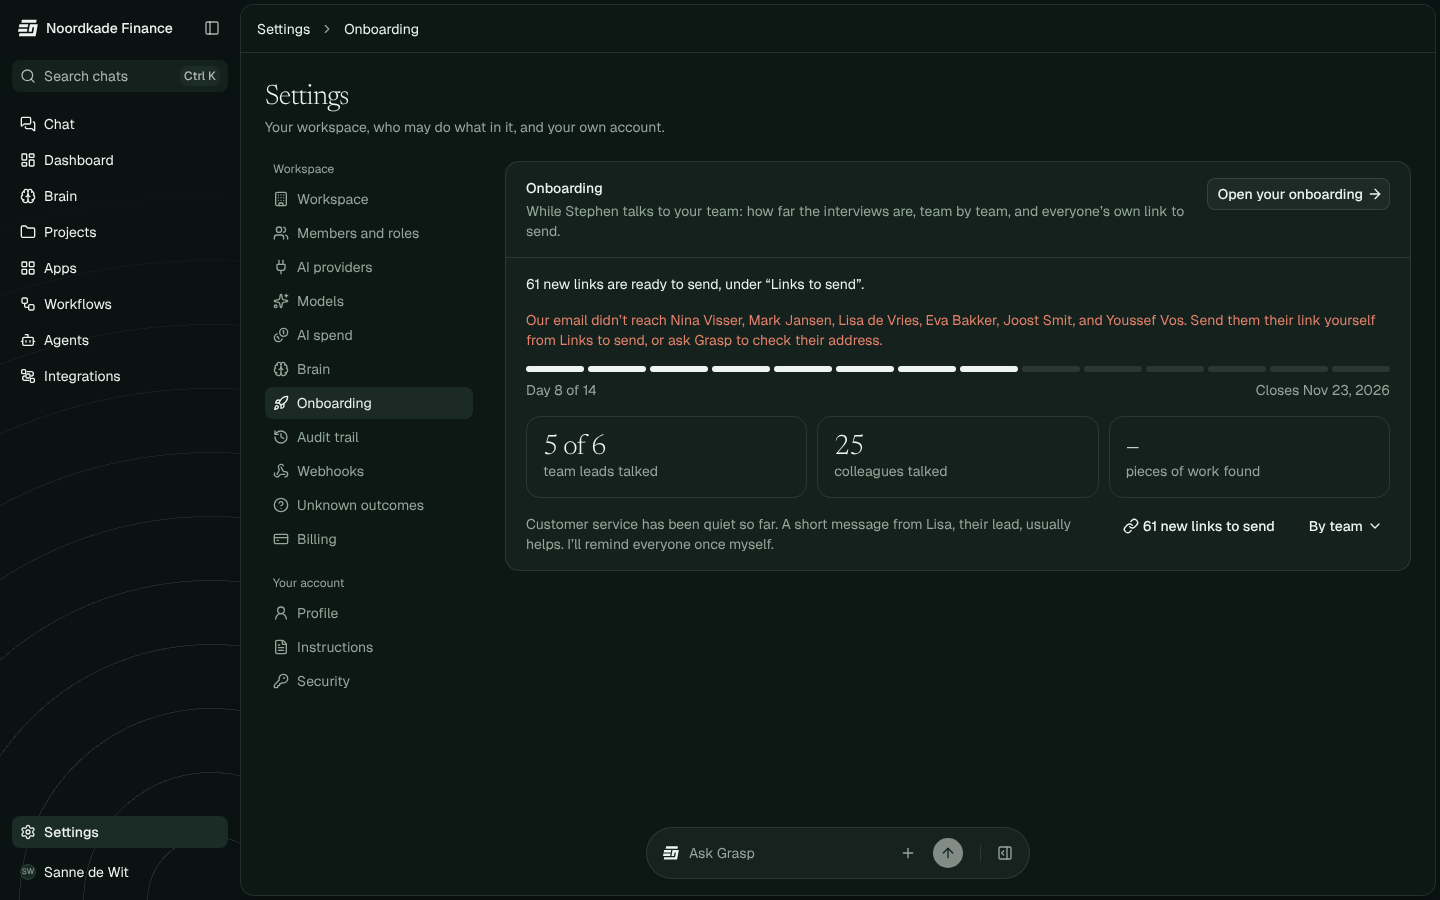 Noordkade Finance
Search chats
Ctrl K
Chat
Dashboard
Brain
Projects
Apps
Workflows
Agents
Integrations
Settings
SW
Sanne de Wit
Settings > Onboarding
Settings
Your workspace, who may do what in it, and your own account.
Workspace
Workspace
Members and roles
AI providers
Models
AI spend
Brain
Onboarding
Audit trail
Webhooks
Unknown outcomes
Billing
Your account
Profile
Instructions
Security
Onboarding
While Stephen talks to your team: how far the interviews are, team by team, and everyone’s own link to
send.
Open your onboarding →
61 new links are ready to send, under “Links to send”.
Our email didn’t reach Nina Visser, Mark Jansen, Lisa de Vries, Eva Bakker, Joost Smit, and Youssef Vos. Send them their link yourself
from Links to send, or ask Grasp to check their address.
Day 8 of 14
Closes Nov 23, 2026
5 of 6
team leads talked
25
colleagues talked
–
pieces of work found
Customer service has been quiet so far. A short message from Lisa, their lead, usually
helps. I’ll remind everyone once myself.
61 new links to send
By team
Ask Grasp